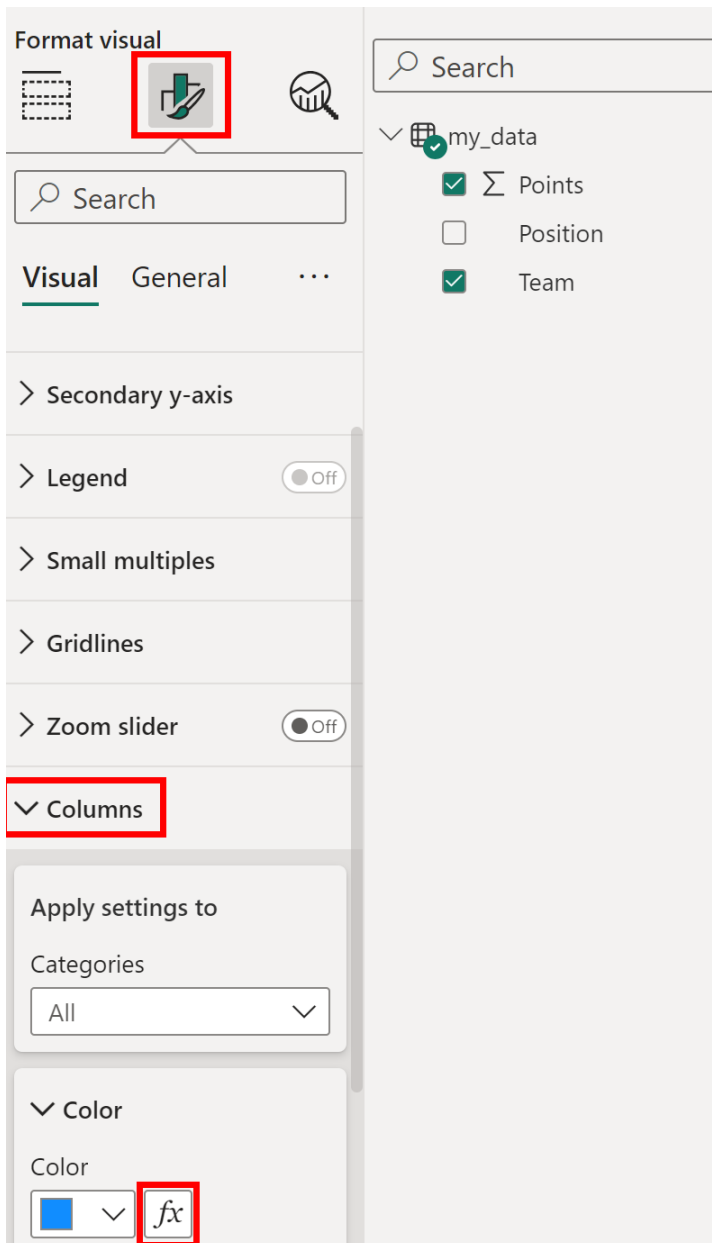 Format visual
Search
Visual General ...
Secondary y-axis
Legend Off
Small multiples
Gridlines
Zoom slider Off
Columns
Apply settings to
Categories
All
Color
Color
fx
Search
my_data
Σ Points
Position
Team